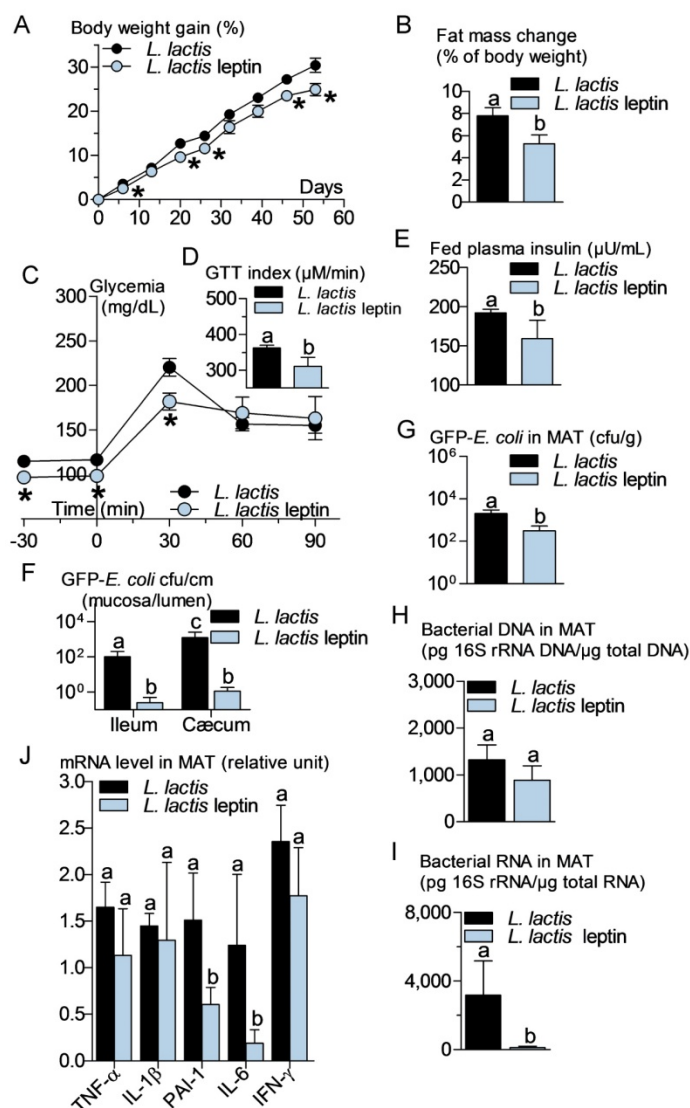 A
Body weight gain (%)
L. lactis
L. lactis leptin
30
20
10
0
* * * * *
Days
0 10 20 30 40 50 60
B
Fat mass change
(% of body weight)
L. lactis
L. lactis leptin
8
6
4
2
0
a
b
C
Glycemia
(mg/dL)
300
250
200
150
100
50
* * *
Time (min)
L. lactis
L. lactis leptin
-30 0 30 60 90
D
GTT index (µM/min)
L. lactis
L. lactis leptin
500
400
300
a
b
E
Fed plasma insulin (µU/mL)
L. lactis
L. lactis leptin
200
150
100
a
b
F
GFP-E. coli cfu/cm
(mucosa/lumen)
L. lactis
L. lactis leptin
10⁴
10²
10⁰
a b c b
Ileum Cæcum
G
GFP-E. coli in MAT (cfu/g)
L. lactis
L. lactis leptin
10⁶
10⁴
10²
10⁰
a
b
H
Bacterial DNA in MAT
(pg 16S rRNA DNA/µg total DNA)
L. lactis
L. lactis leptin
3,000
2,000
1,000
0
a
a
I
Bacterial RNA in MAT
(pg 16S rRNA/µg total RNA)
L. lactis
L. lactis leptin
8,000
4,000
0
a
b
J
mRNA level in MAT (relative unit)
L. lactis
L. lactis leptin
3.0
2.5
2.0
1.5
1.0
0.5
0.0
a a a a a b a b a a
TNF-α IL-1β PAI-1 IL-6 IFN-γ